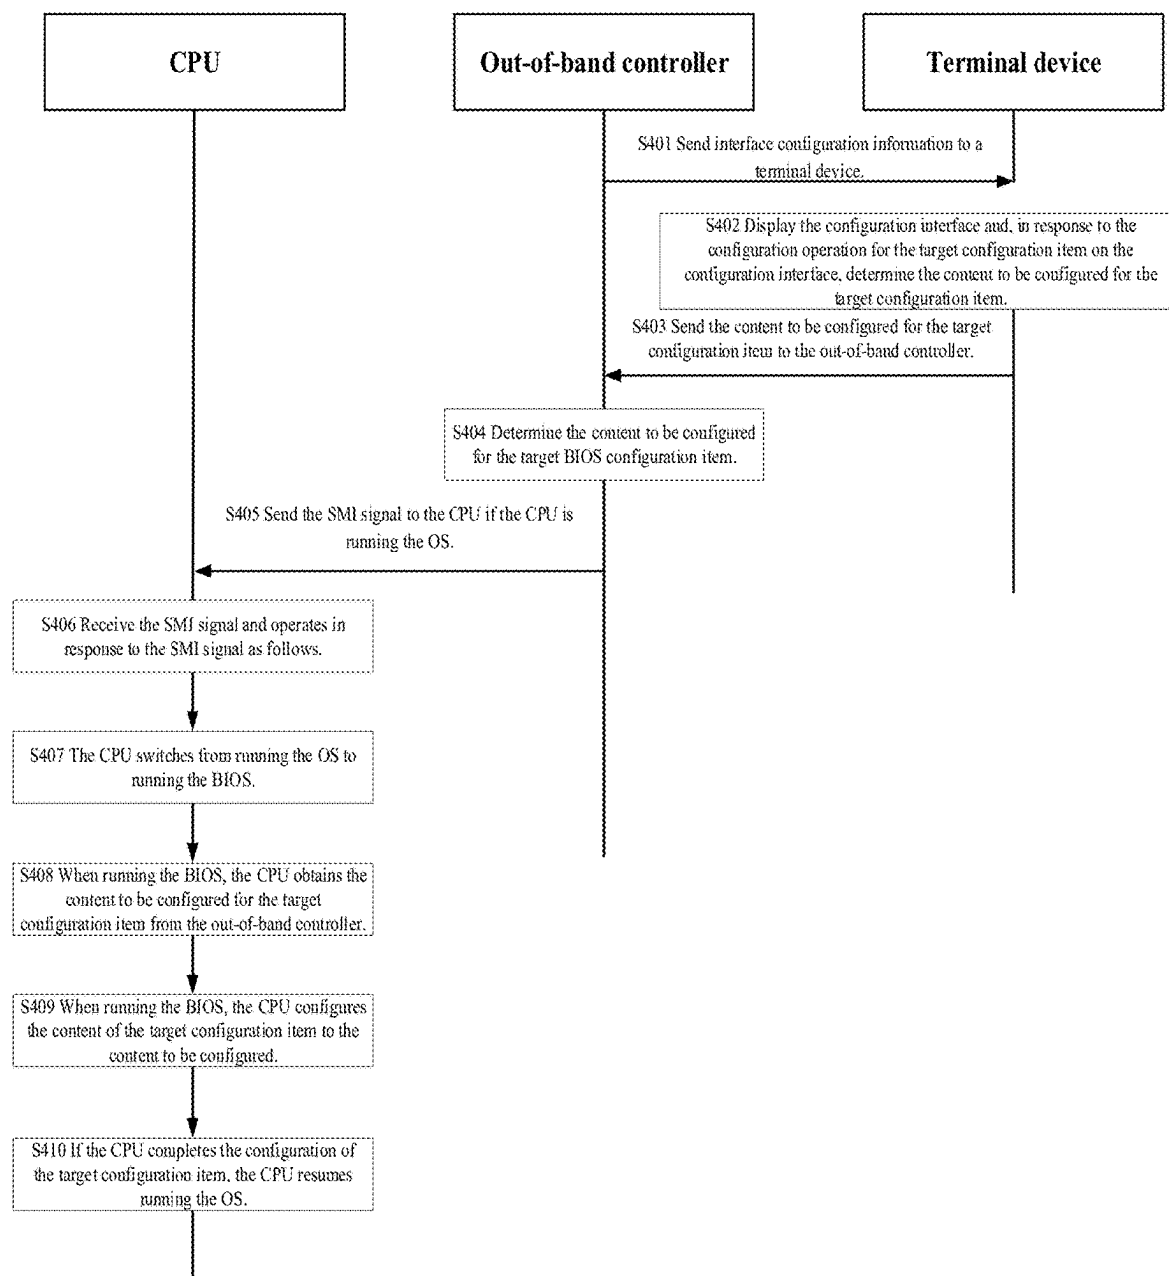 CPU
Out-of-band controller
Terminal device
S401 Send interface configuration information to a
terminal device.
S402 Display the configuration interface and, in response to the
configuration operation for the target configuration item on the
configuration interface, determine the content to be configured for the
target configuration item.
S403 Send the content to be configured for the target
configuration item to the out-of-band controller.
S404 Determine the content to be configured
for the target BIOS configuration item.
S405 Send the SMI signal to the CPU if the CPU is
running the OS.
S406 Receive the SMI signal and operates in
response to the SMI signal as follows.
S407 The CPU switches from running the OS to
running the BIOS.
S408 When running the BIOS, the CPU obtains the
content to be configured for the target
configuration item from the out-of-band controller.
S409 When running the BIOS, the CPU configures
the content of the target configuration item to the
content to be configured.
S410 If the CPU completes the configuration of
the target configuration item, the CPU resumes
running the OS.